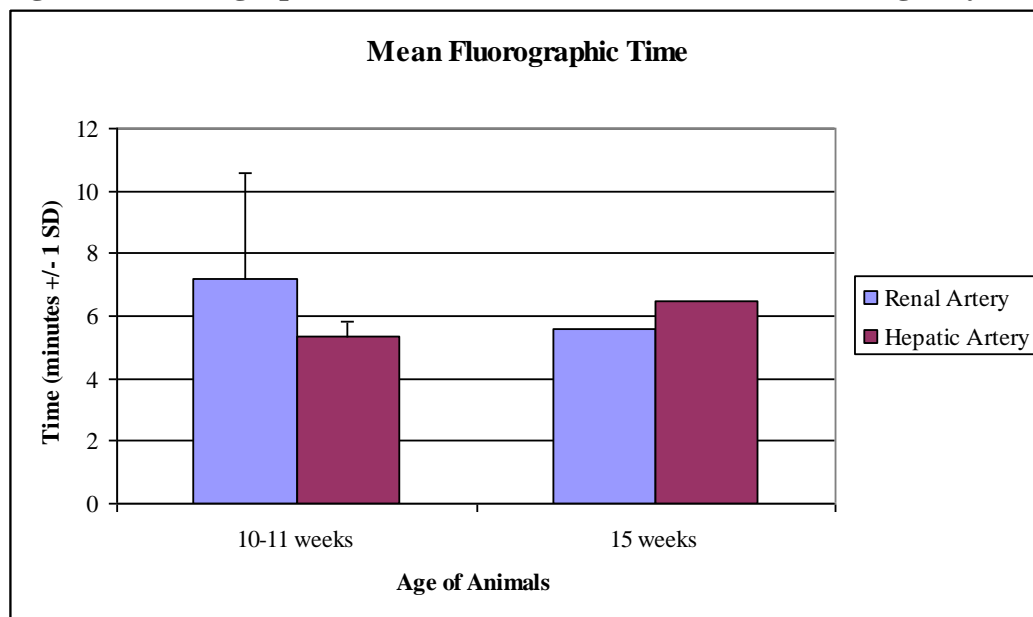 Mean Fluorographic Time
Time (minutes +/- 1 SD)
12
10
8
6
4
2
0
10-11 weeks
15 weeks
Age of Animals
Renal Artery
Hepatic Artery